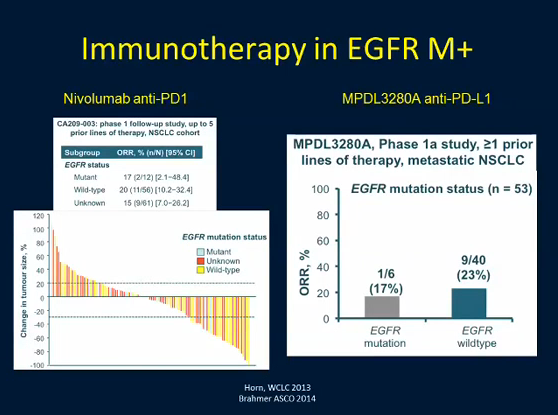 Immunotherapy in EGFR M+
Nivolumab anti-PD1
CA209-003: phase 1 follow-up study, up to 5
prior lines of therapy, NSCLC cohort
Subgroup ORR, % (n/N) [95% CI]
EGFR status
Mutant 17 (2/12) [2.1–48.4]
Wild-type 20 (11/56) [10.2–32.4]
Unknown 15 (9/61) [7.0–26.2]
Change in tumour size, %
120
100
80
60
40
20
0
-20
-40
-60
-80
-100
EGFR mutation status
Mutant
Unknown
Wild-type
MPDL3280A anti-PD-L1
MPDL3280A, Phase 1a study, ≥1 prior
lines of therapy, metastatic NSCLC
EGFR mutation status (n = 53)
ORR, %
100
80
60
40
20
0
1/6
(17%)
9/40
(23%)
EGFR
mutation
EGFR
wildtype
Horn, WCLC 2013
Brahmer ASCO 2014